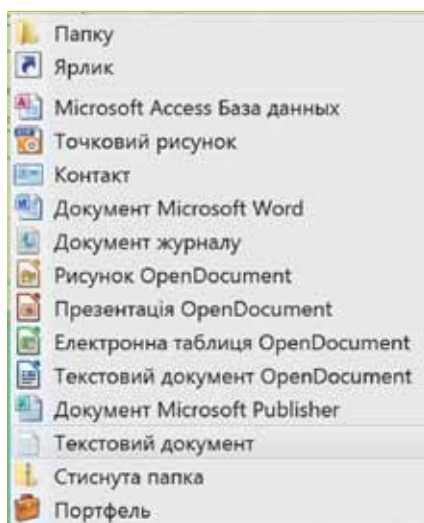 Папку
Ярлик
Microsoft Access База данных
Точковий рисунок
Контакт
Документ Microsoft Word
Документ журналу
Рисунок OpenDocument
Презентація OpenDocument
Електронна таблиця OpenDocument
Текстовий документ OpenDocument
Документ Microsoft Publisher
Текстовий документ
Стиснута папка
Портфель